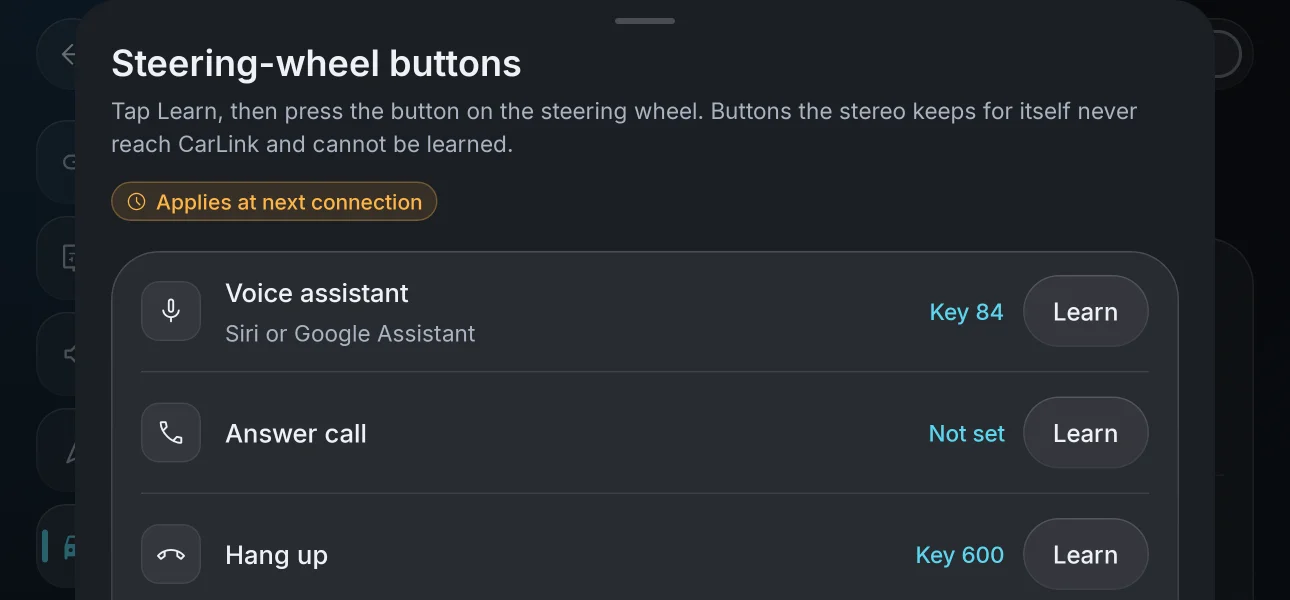 Steering-wheel buttons
Tap Learn, then press the button on the steering wheel. Buttons the stereo keeps for itself never
reach CarLink and cannot be learned.
Applies at next connection
Voice assistant
Siri or Google Assistant
Key 84
Learn
Answer call
Not set
Learn
Hang up
Key 600
Learn